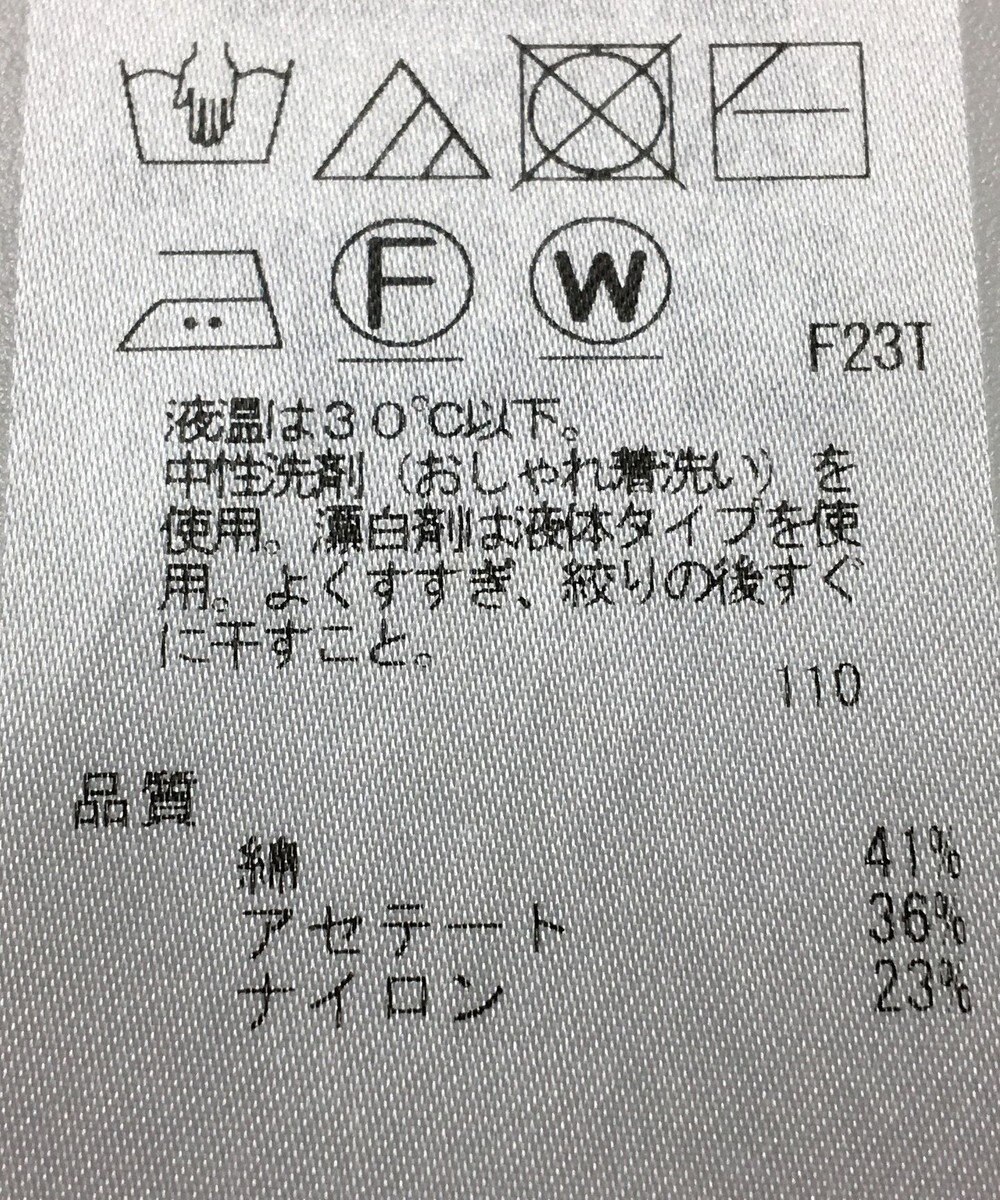 F W
F23T
液温は30℃以下。
中性洗剤(おしゃれ着洗い)を
使用。漂白剤は液体タイプを使
用。よくすすぎ、絞りの後すぐ
に干すこと。
110
品質
綿 41%
アセテート 36%
ナイロン 23%